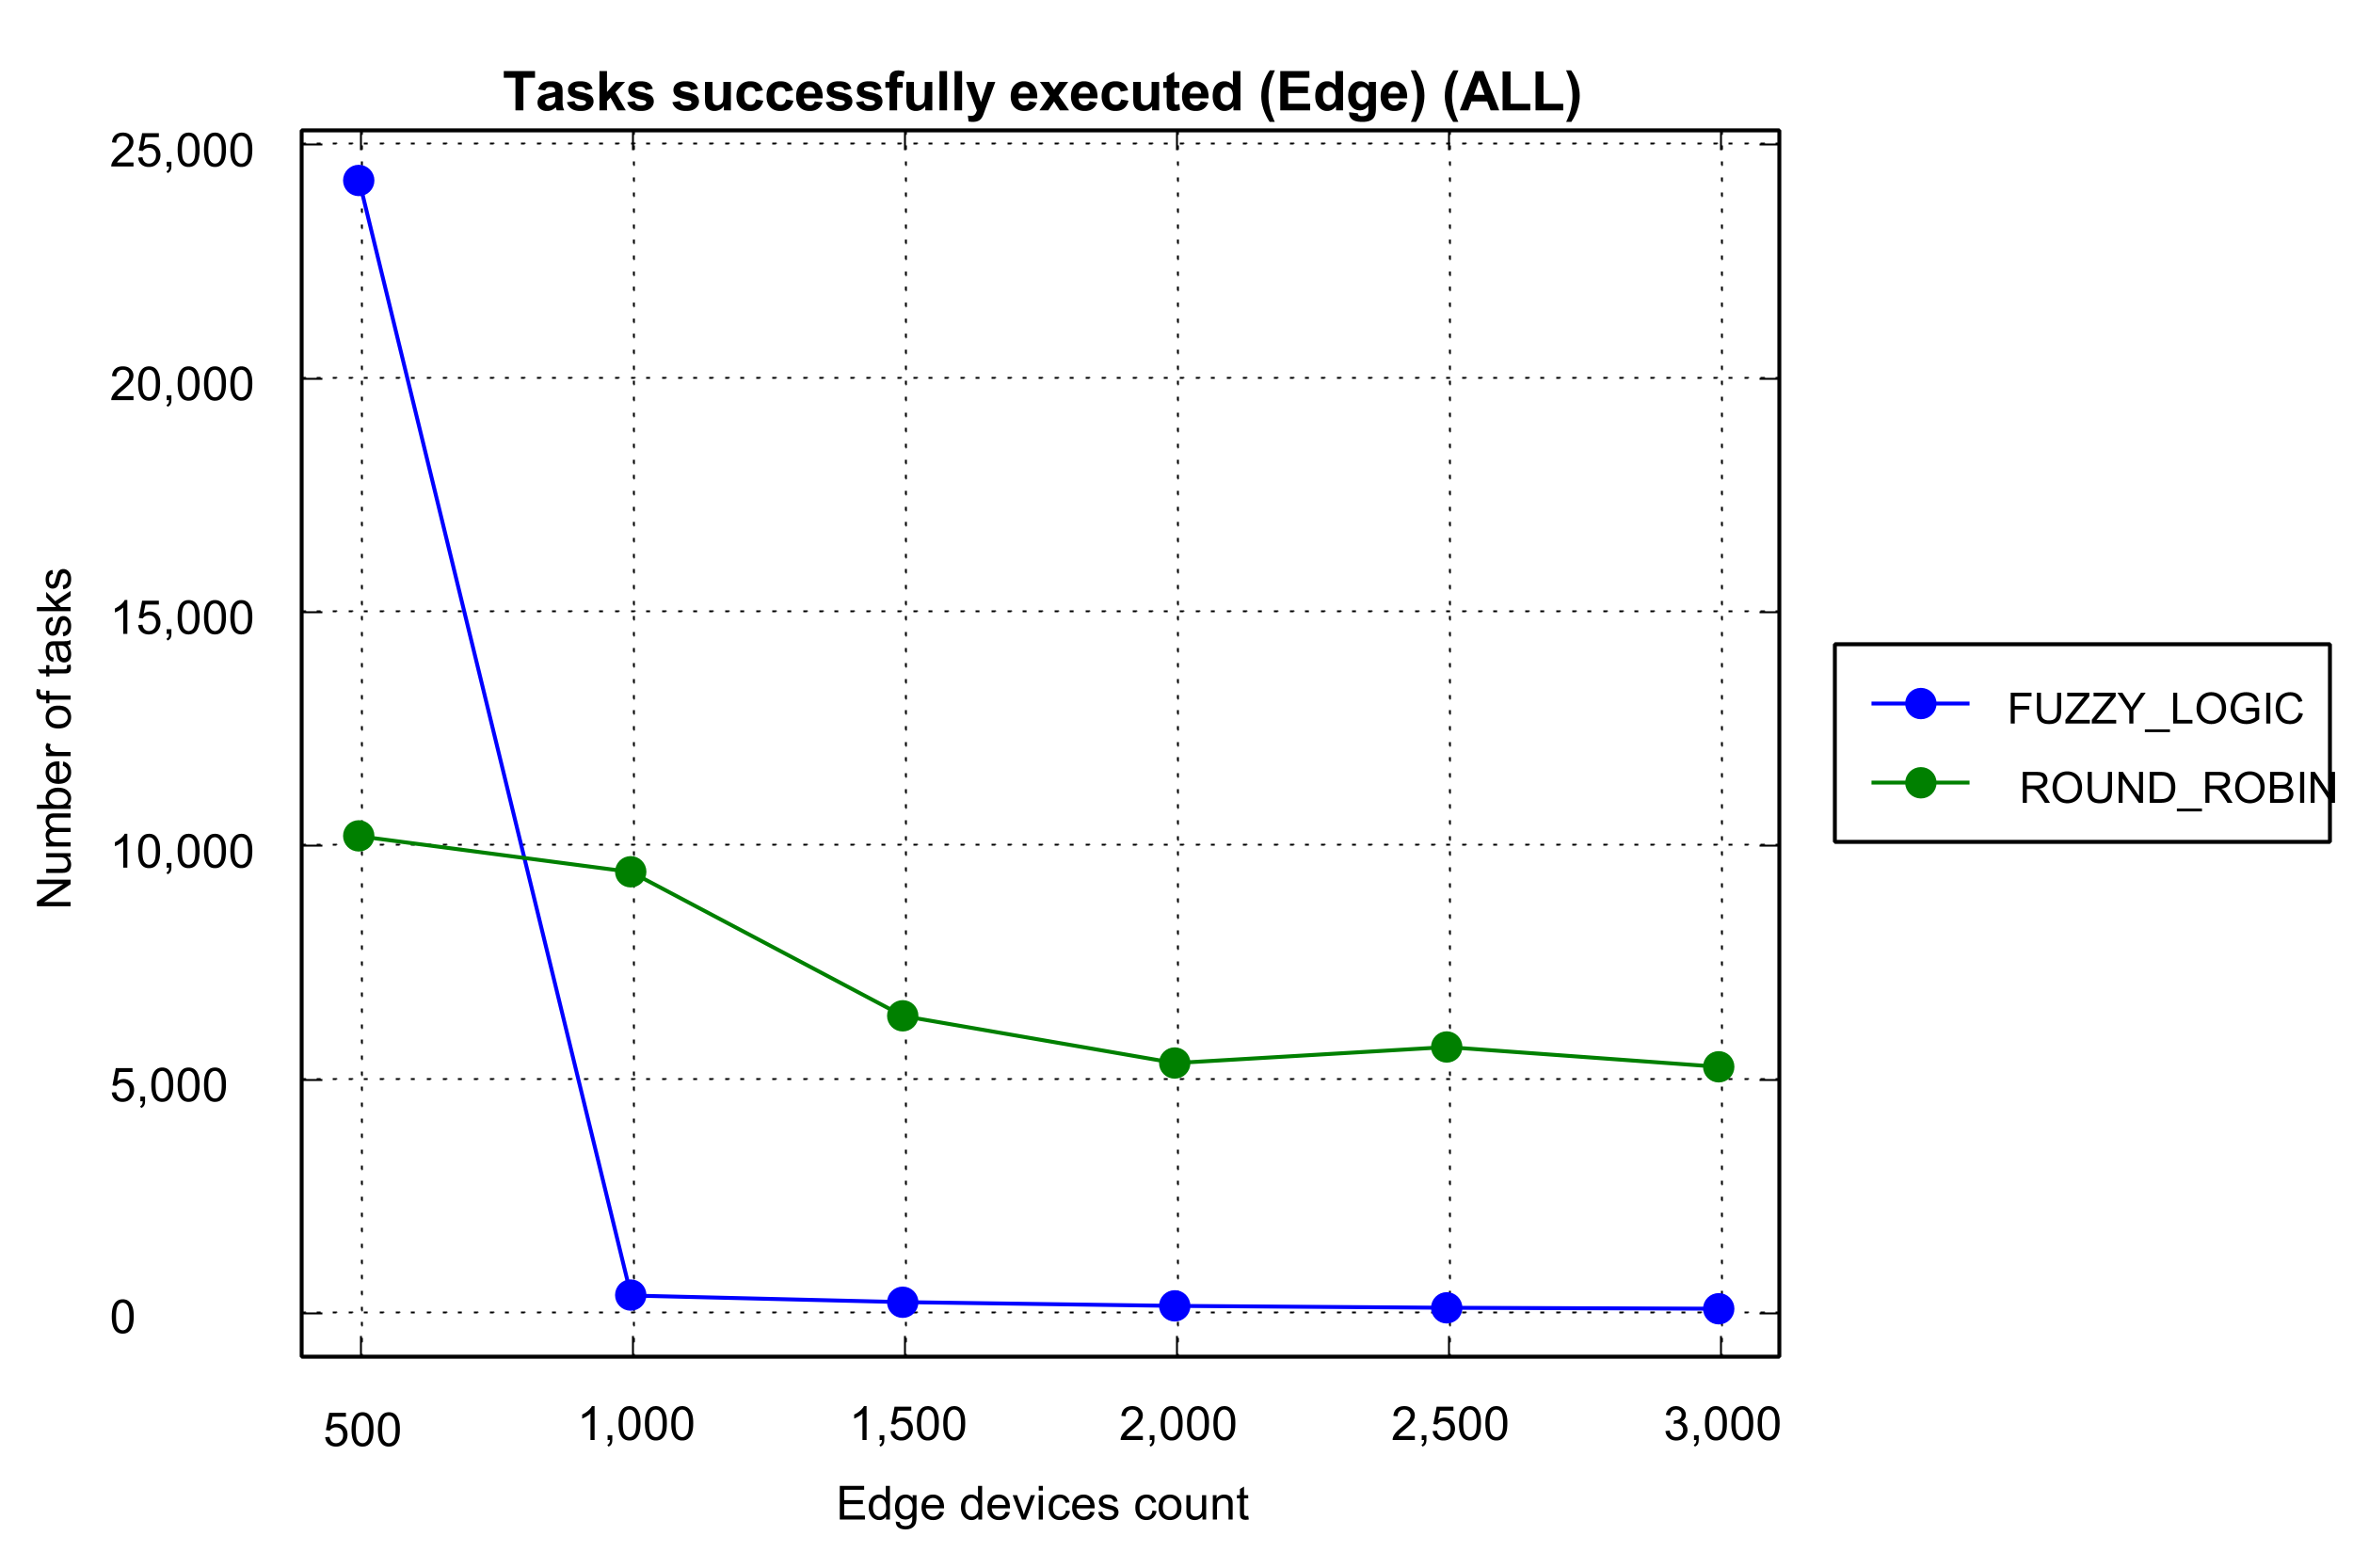 Tasks successfully executed (Edge) (ALL)
25,000
20,000
15,000
10,000
5,000
0
Number of tasks
500 1,000 1,500 2,000 2,500 3,000
Edge devices count
FUZZY_LOGIC
ROUND_ROBIN